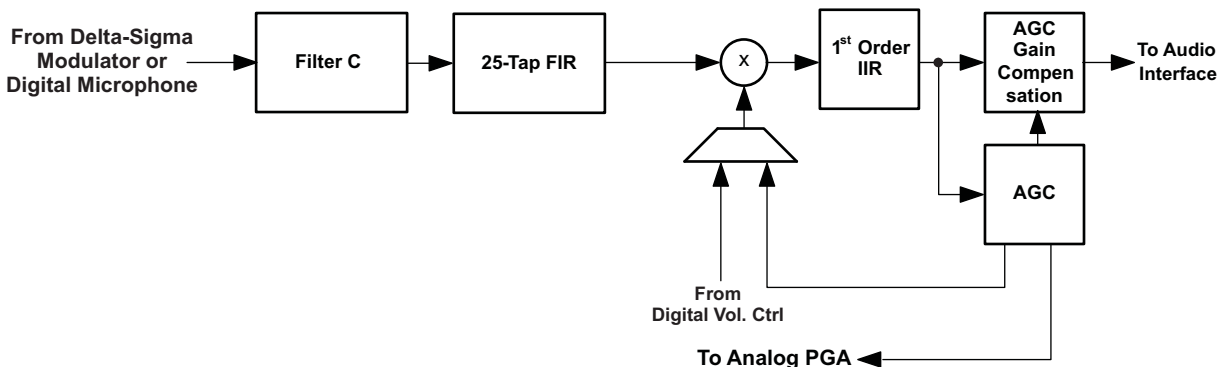 From Delta-Sigma
Modulator or
Digital Microphone
Filter C
25-Tap FIR
x
1st Order
IIR
AGC
Gain
Compen
sation
To Audio
Interface
AGC
From
Digital Vol. Ctrl
To Analog PGA